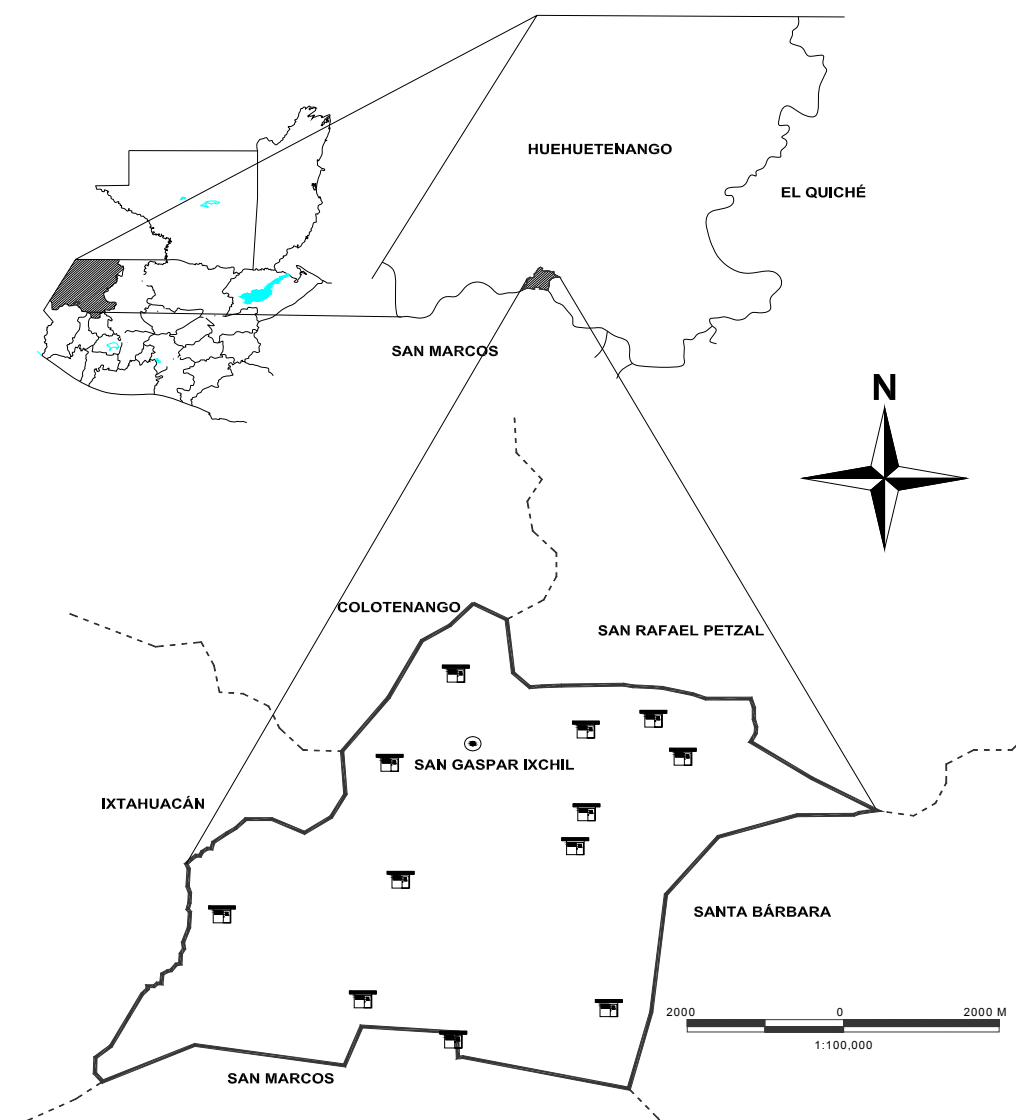 HUEHUETENANGO
EL QUICHÉ
SAN MARCOS
N
COLOTENANGO
SAN RAFAEL PETZAL
SAN GASPAR IXCHIL
IXTAHUACÁN
SANTA BÁRBARA
2000 0 2000 M
1:100,000
SAN MARCOS